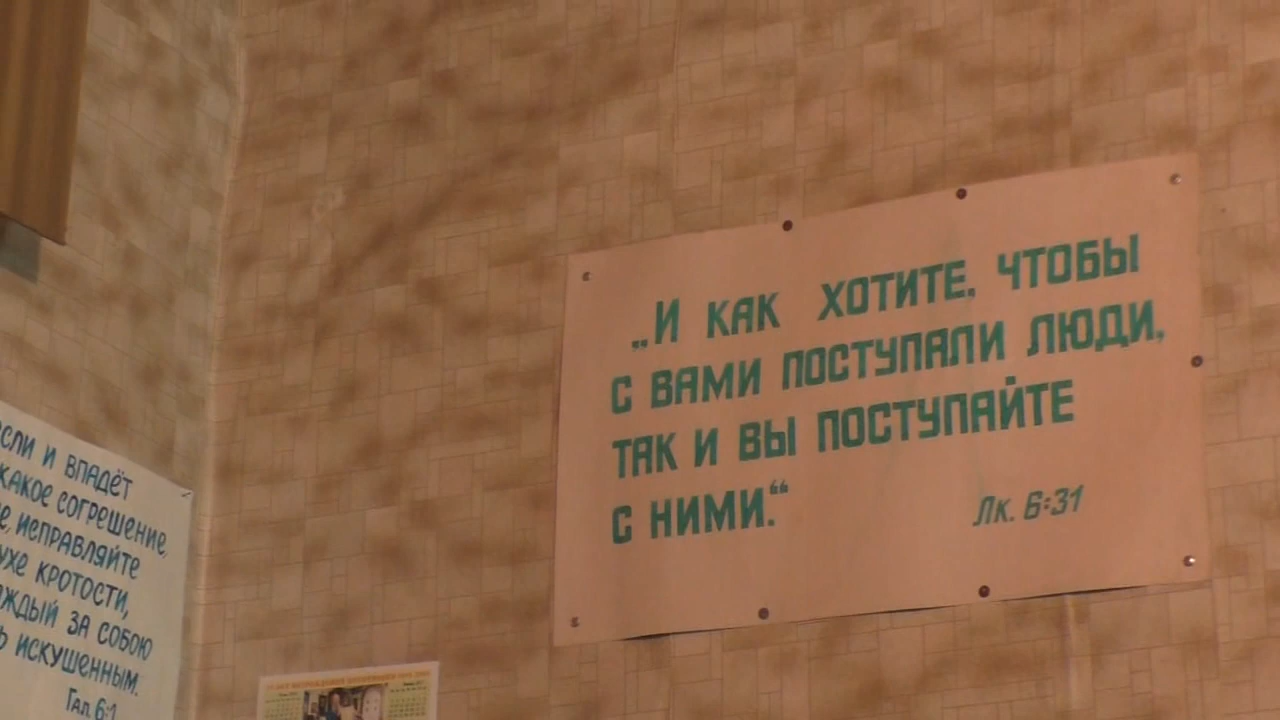 „И КАК ХОТИТЕ, ЧТОБЫ
С ВАМИ ПОСТУПАЛИ ЛЮДИ,
ТАК И ВЫ ПОСТУПАЙТЕ
С НИМИ.“
Лк. 6:31
И ВПАДЁТ
КАКОЕ СОГРЕШЕНИЕ,
ИСПРАВЛЯЙТЕ
КРОТОСТИ,
ЗА СОБОЮ
ИСКУШЕННЫМ.
Гал. 6:1